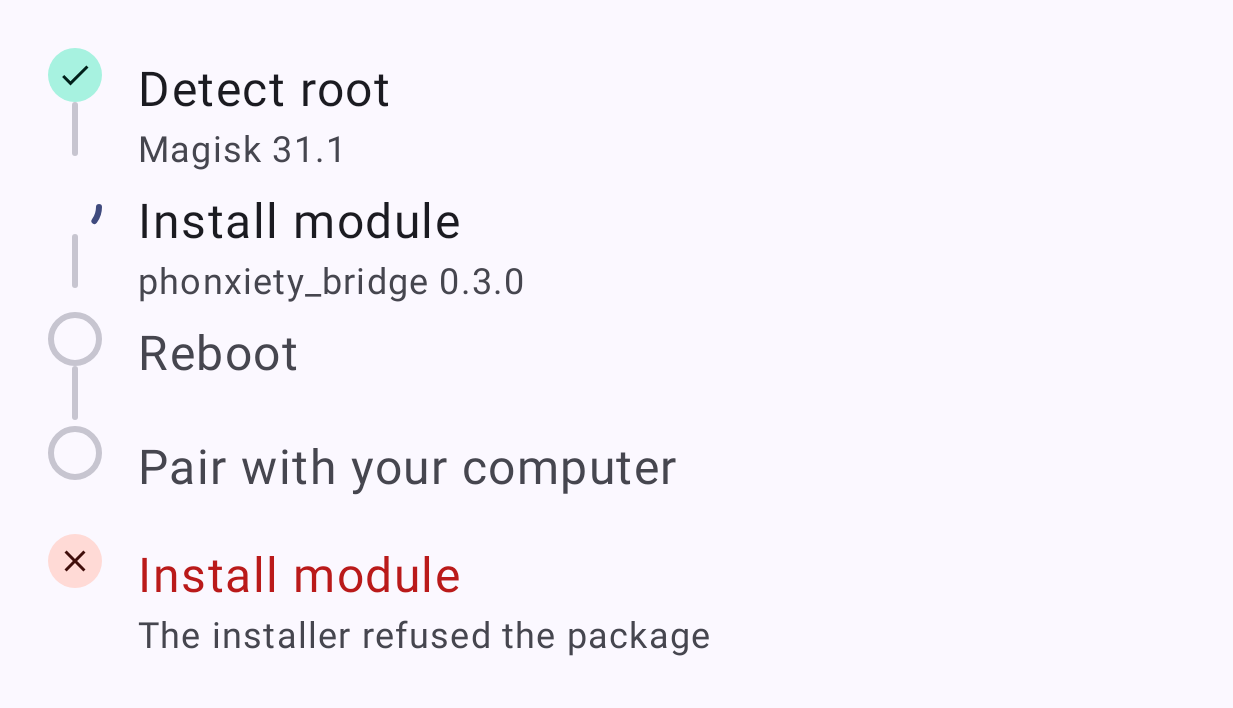 Detect root
Magisk 31.1
Install module
phonxiety_bridge 0.3.0
Reboot
Pair with your computer
Install module
The installer refused the package